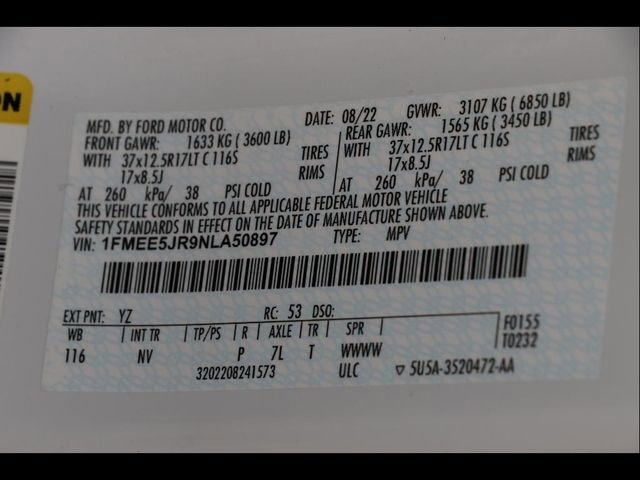 ON
MFD. BY FORD MOTOR CO.
DATE: 08/22 GVWR: 3107 KG ( 6850 LB)
FRONT GAWR: 1633 KG ( 3600 LB)
REAR GAWR: 1565 KG ( 3450 LB)
WITH 37x12.5R17LT C 116S TIRES
WITH 37x12.5R17LT C 116S TIRES
17x8.5J RIMS
17x8.5J RIMS
AT 260 kPa/ 38 PSI COLD
AT 260 kPa/ 38 PSI COLD
THIS VEHICLE CONFORMS TO ALL APPLICABLE FEDERAL MOTOR VEHICLE
SAFETY STANDARDS IN EFFECT ON THE DATE OF MANUFACTURE SHOWN ABOVE.
VIN: 1FMEE5JR9NLA50897 TYPE: MPV
EXT PNT: YZ RC: 53 DSO:
WB INT TR TP/PS R AXLE TR SPR F0155
116 NV P 7L T WWWW T0232
3202208241573 ULC ▽ 5U5A-3520472-AA